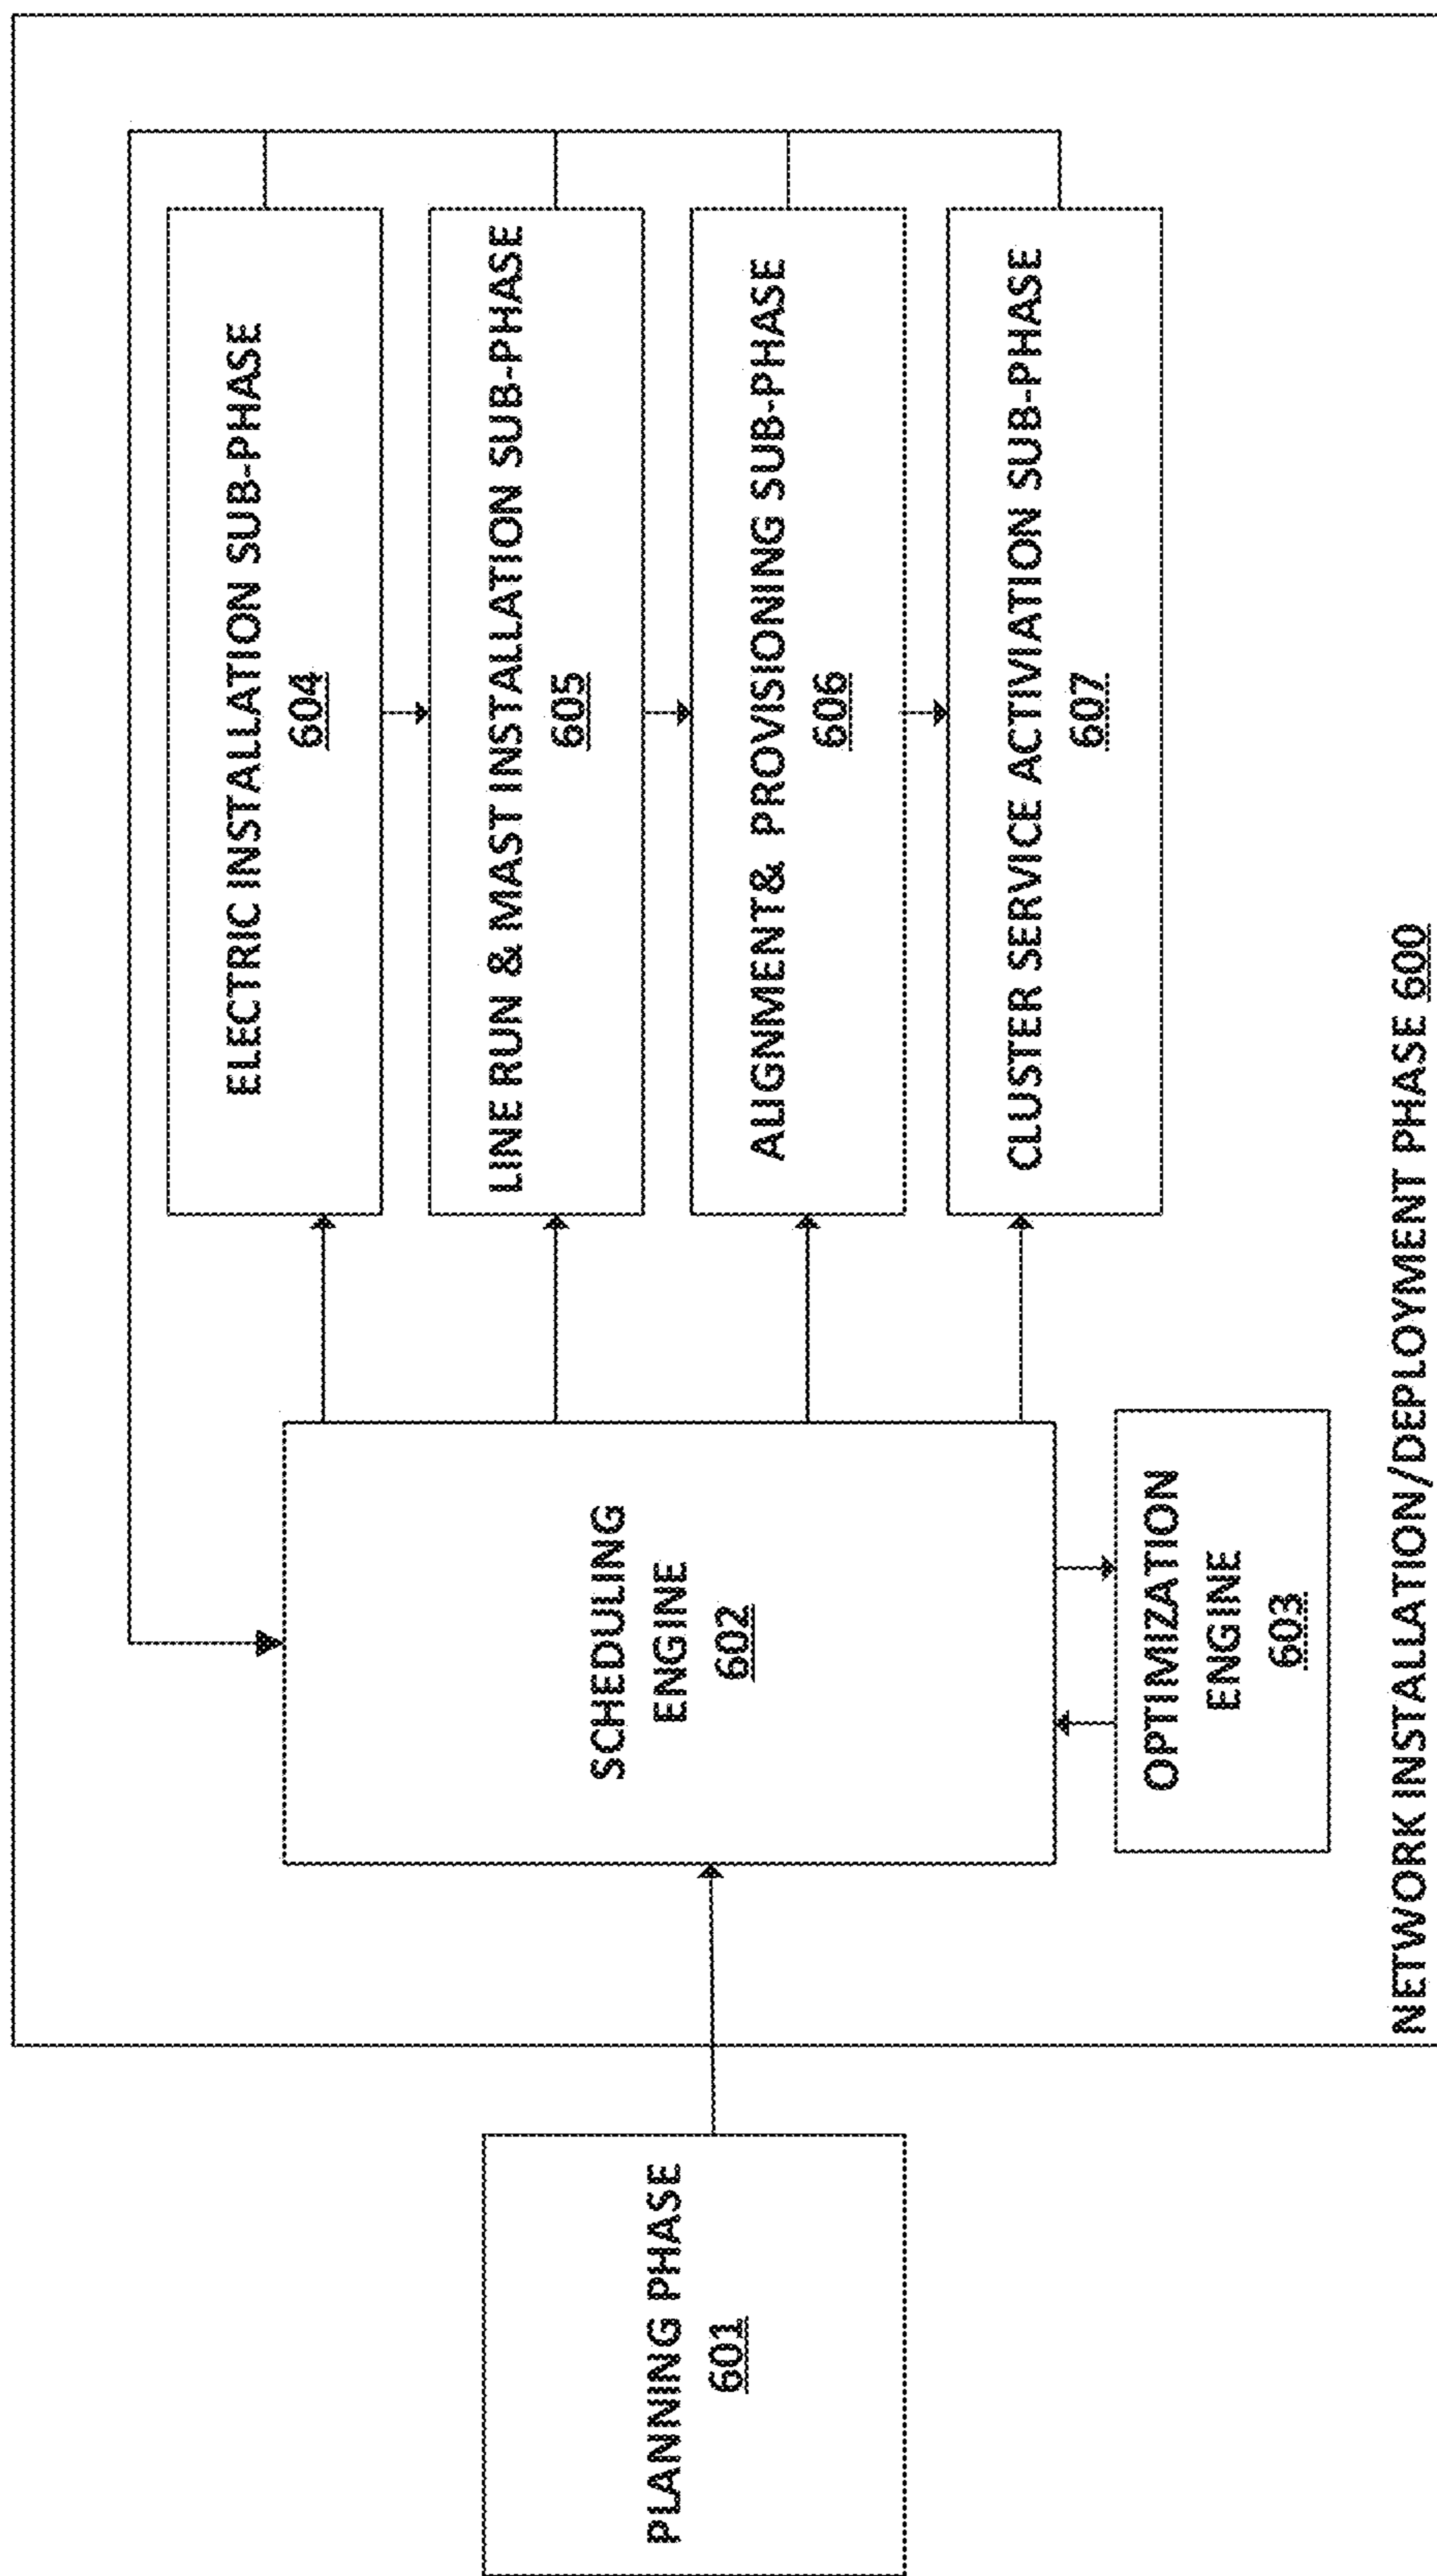 PLANNING PHASE
601
SCHEDULING
ENGINE
602
OPTIMIZATION
ENGINE
603
ELECTRIC INSTALLATION SUB-PHASE
604
LINE RUN & MAST INSTALLATION SUB-PHASE
605
ALIGNMENT& PROVISIONING SUB-PHASE
606
CLUSTER SERVICE ACTIVIATION SUB-PHASE
607
NETWORK INSTALLATION/DEPLOYMENT PHASE 600